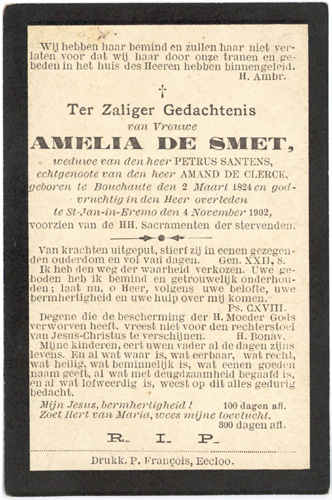 Wij hebben haar bemind en zullen haar niet ver-
laten voor dat wij haar door onze tranen en ge-
beden in het huis des Heeren hebben binnengeleid.
H. Ambr.
Ter Zaliger Gedachtenis
van Vrouwe
AMELIA DE SMET,
weduwe van den heer PETRUS SANTENS,
echtgenoote van den heer AMAND DE CLERCK,
geboren te Bouchaute den 2 Maart 1824 en god-
vruchtig in den Heer overleden
te St-Jan-in-Eremo den 4 November 1902,
voorzien van de HH. Sacramenten der stervenden.
Van krachten uitgeput, stierf zij in eenen gezegen-
den ouderdom en vol van dagen. Gen. XXII, 8.
Ik heb den weg der waarheid verkozen. Uwe ge-
boden heb ik bemind en getrouwelijk onderhou-
den; laat nu, o Heer, volgens uwe belofte, uwe
bermhertigheid en uwe hulp over mij komen.
Ps. CXVIII.
Degene die de bescherming der H. Moeder Gods
verworven heeft. vreest niet voor den rechterstoel
van Jesus-Christus te verschijnen. H. Bonav.
Mijne kinderen, eert uwen vader al de dagen zijns
levens. En al wat waar is, wat eerbaar, wat recht,
wat heilig, wat beminnelijk is, wat eenen goeden
naam geeft, al wat met deugdzaamheid begaafd is,
en al wat lofweerdig is, weest op dit alles gedurig
bedacht.
Mijn Jesus, bermhertigheid! 100 dagen afl.
Zoet Hert van Maria, wees mijne toevlucht.
300 dagen afl.
R. I. P.
Drukk. P. François, Eecloo.